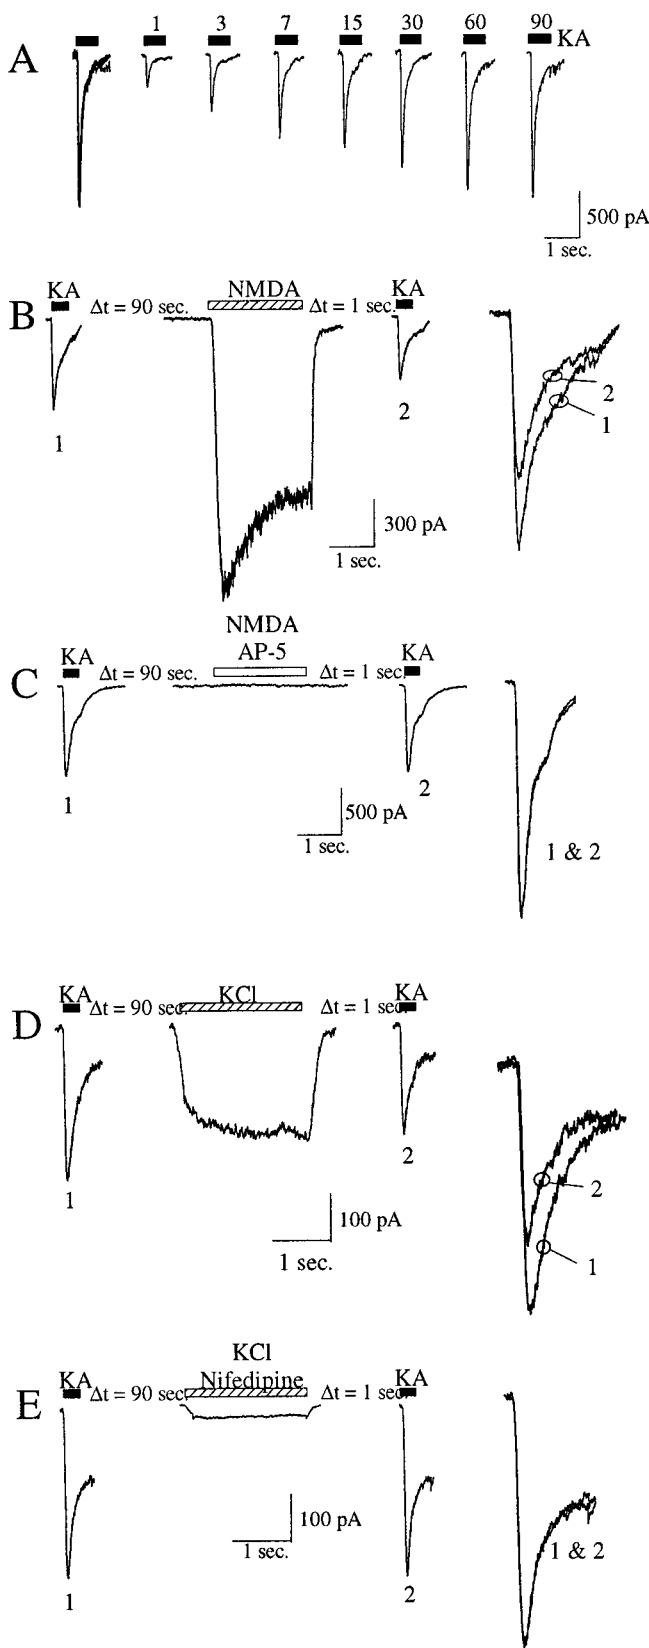 1 3 7 15 30 60 90
A KA
500 pA
1 sec.
KA NMDA KA
B Δt = 90 sec. Δt = 1 sec.
1 2 2
1
300 pA
1 sec.
NMDA
KA AP-5 KA
C Δt = 90 sec. Δt = 1 sec.
1 2
500 pA
1 sec.
1 & 2
KA KCl KA
D Δt = 90 sec. Δt = 1 sec.
1 2 2
100 pA
1 sec. 1
KCl
KA Nifedipine KA
E Δt = 90 sec. Δt = 1 sec.
100 pA
1 sec. 1 & 2
1 2